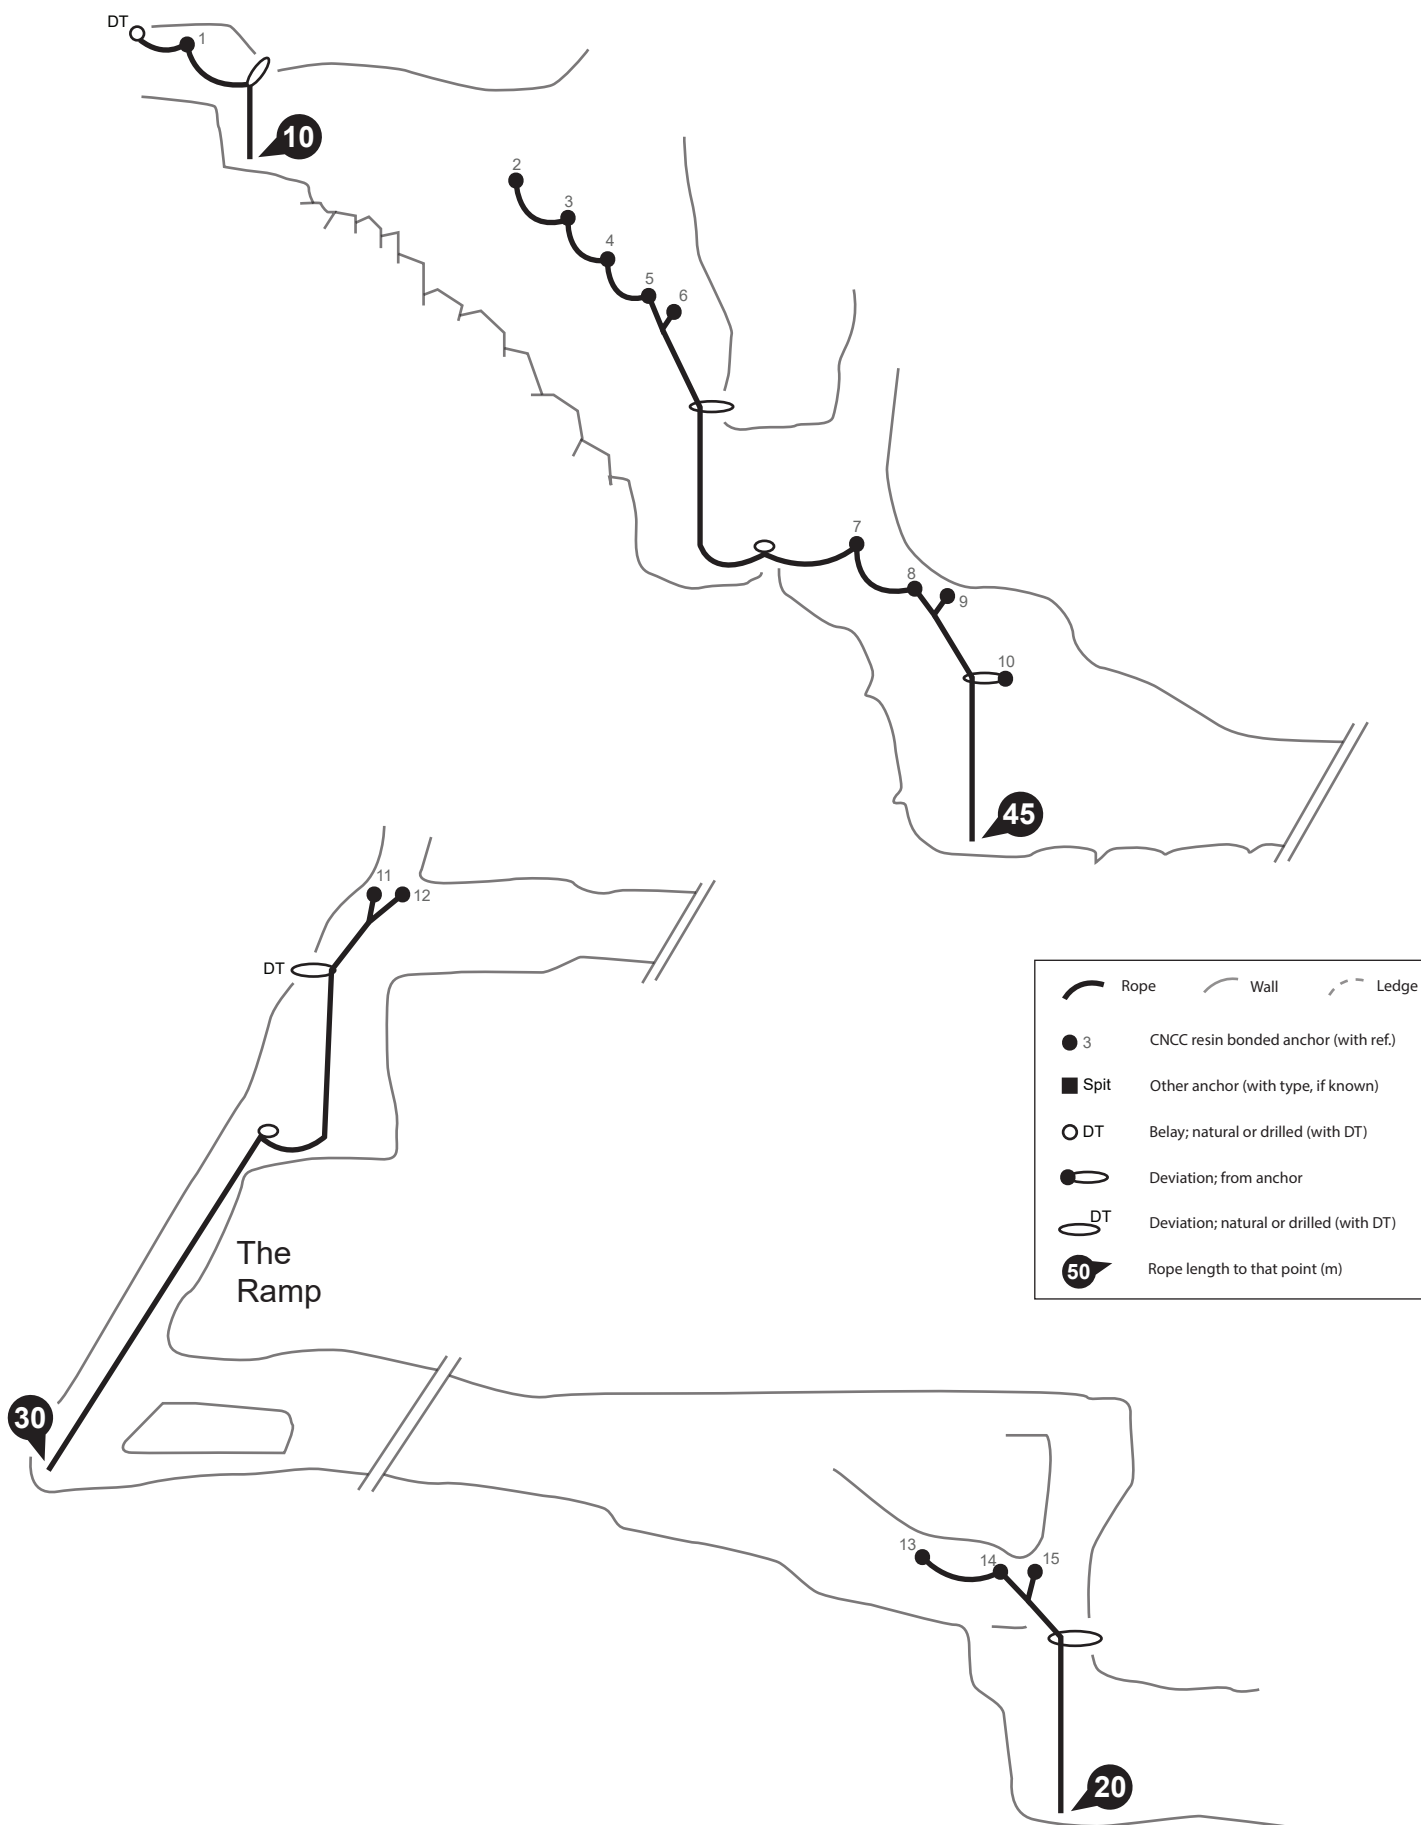 DT
1
10
2
3
4
5
6
7
8
9
10
45
11
12
DT
The
Ramp
30
13
14
15
20
Rope
Wall
Ledge
3
CNCC resin bonded anchor (with ref.)
Spit
Other anchor (with type, if known)
DT
Belay; natural or drilled (with DT)
Deviation; from anchor
DT
Deviation; natural or drilled (with DT)
50
Rope length to that point (m)